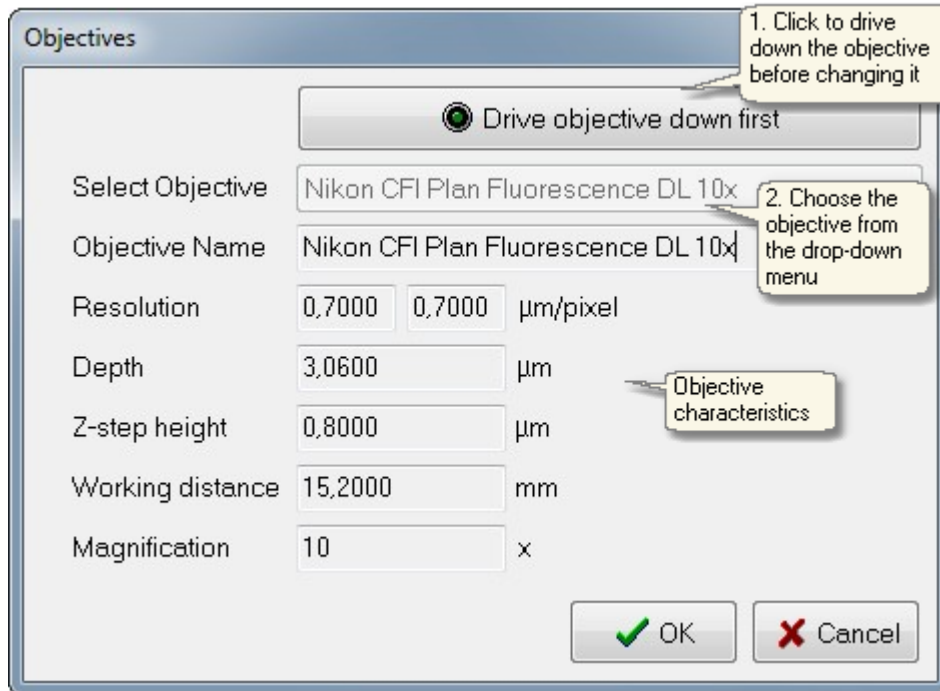 Objectives
1. Click to drive
down the objective
before changing it
Drive objective down first
Select Objective Nikon CFI Plan Fluorescence DL 10x
2. Choose the
objective from
the drop-down
menu
Objective Name Nikon CFI Plan Fluorescence DL 10x
Resolution 0,7000 0,7000 µm/pixel
Depth 3,0600 µm
Objective
characteristics
Z-step height 0,8000 µm
Working distance 15,2000 mm
Magnification 10 x
OK Cancel